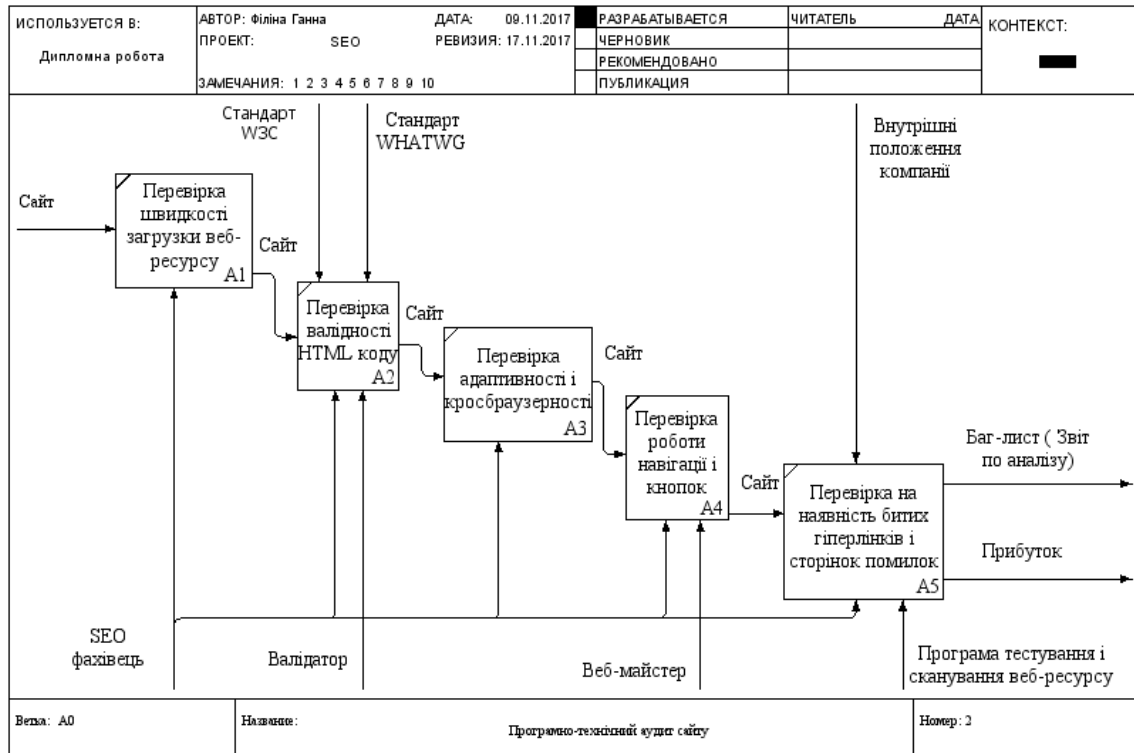 ИСПОЛЬЗУЕТСЯ В:
Дипломна робота
АВТОР: Філіна Ганна
ДАТА: 09.11.2017
ПРОЕКТ: SEO
РЕВИЗИЯ: 17.11.2017
ЗАМЕЧАНИЯ: 1 2 3 4 5 6 7 8 9 10
РАЗРАБАТЫВАЕТСЯ
ЧЕРНОВИК
РЕКОМЕНДОВАНО
ПУБЛИКАЦИЯ
ЧИТАТЕЛЬ
ДАТА
КОНТЕКСТ:
Стандарт
W3C
Стандарт
WHATWG
Внутрішні
положення
компанії
Сайт
Перевірка
швидкості
загрузки веб-
ресурсу
A1
Сайт
Перевірка
валідності
HTML коду
A2
Сайт
Перевірка
адаптивності і
кросбраузерності
A3
Сайт
Перевірка
роботи
навігації і
кнопок
A4
Сайт
Перевірка на
наявність битих
гіперлінків і
сторінок помилок
A5
Баг-лист ( Звіт
по аналізу)
Прибуток
SEO
фахівець
Валідатор
Веб-майстер
Програма тестування і
сканування веб-ресурсу
Ветка: A0
Название:
Програмно-технічний аудит сайту
Номер: 2